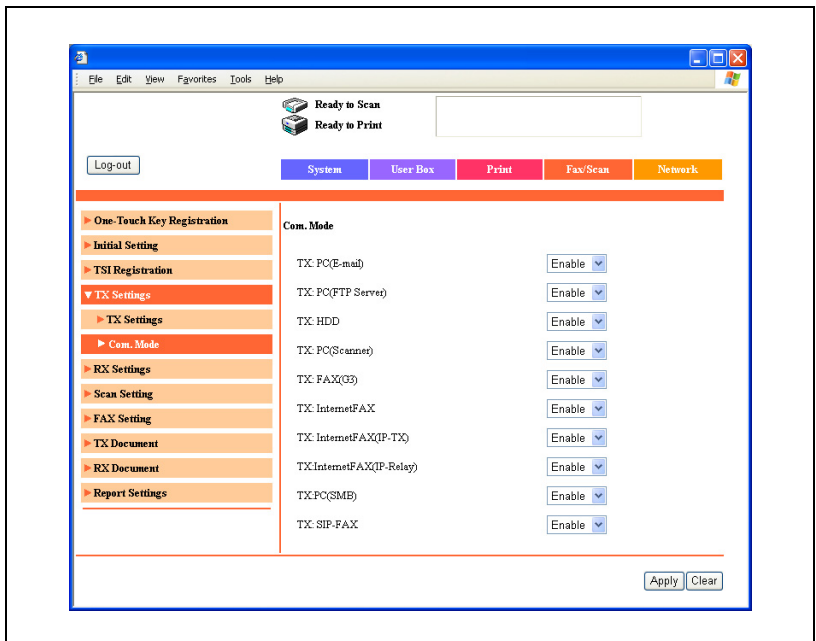 File Edit View Favorites Tools Help
Ready to Scan
Ready to Print
Log-out
System User Box Print Fax/Scan Network
One-Touch Key Registration
Initial Setting
TSI Registration
TX Settings
TX Settings
Com. Mode
RX Settings
Scan Setting
FAX Setting
TX Document
RX Document
Report Settings
Com. Mode
TX: PC(E-mail) Enable
TX: PC(FTP Server) Enable
TX: HDD Enable
TX: PC(Scanner) Enable
TX: FAX(G3) Enable
TX: InternetFAX Enable
TX: InternetFAX(IP-TX) Enable
TX:InternetFAX(IP-Relay) Enable
TX:PC(SMB) Enable
TX: SIP-FAX Enable
Apply Clear